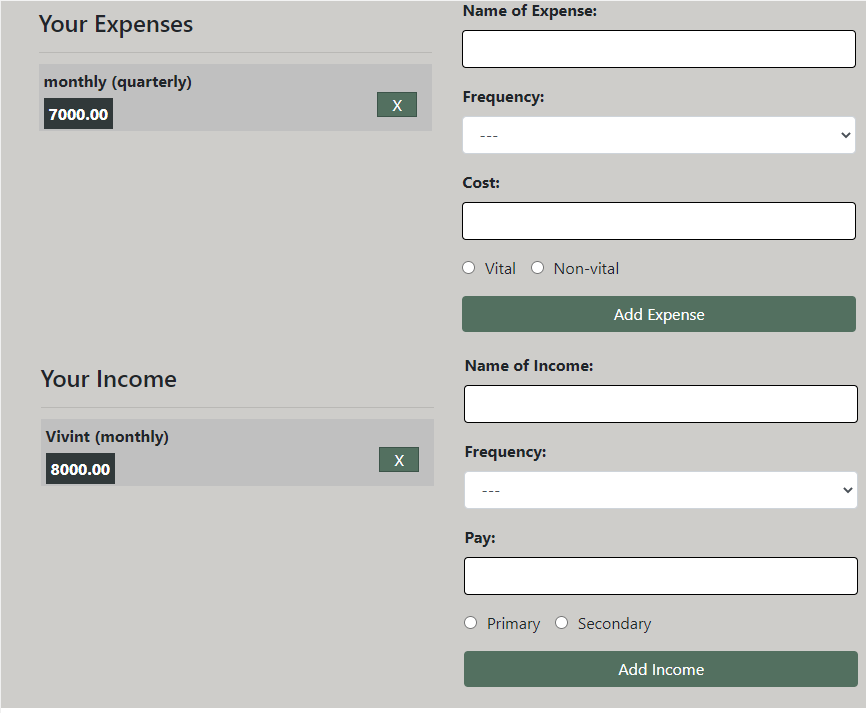 Your Expenses
monthly (quarterly)
7000.00
X
Name of Expense:
Frequency:
---
Cost:
Vital
Non-vital
Add Expense
Your Income
Vivint (monthly)
8000.00
X
Name of Income:
Frequency:
---
Pay:
Primary
Secondary
Add Income